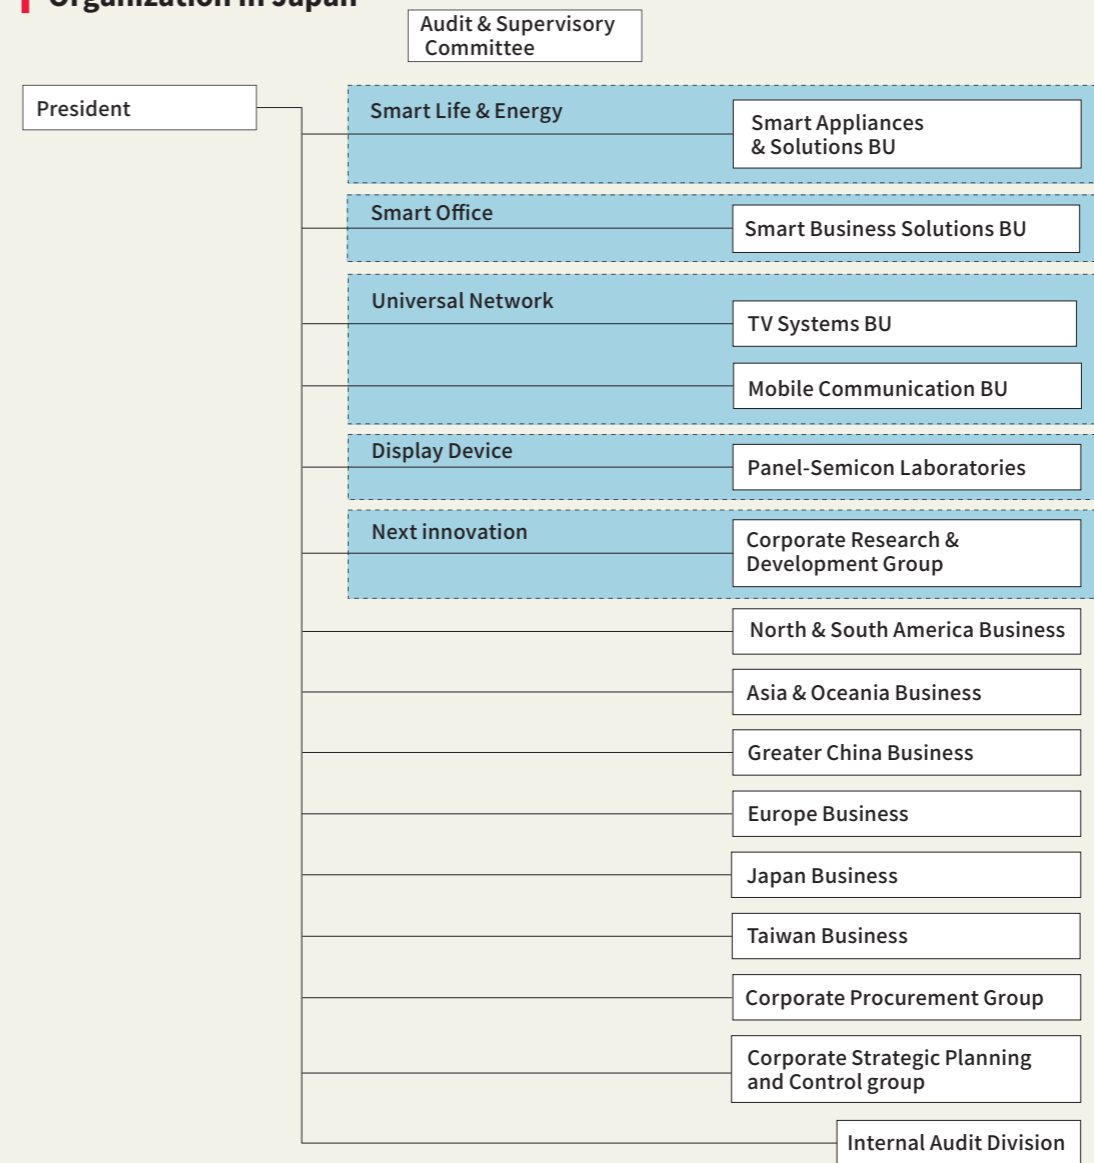 Organization in Japan
Audit & Supervisory
Committee
President
Smart Life & Energy
Smart Appliances
& Solutions BU
Smart Office
Smart Business Solutions BU
Universal Network
TV Systems BU
Mobile Communication BU
Display Device
Panel-Semicon Laboratories
Next innovation
Corporate Research &
Development Group
North & South America Business
Asia & Oceania Business
Greater China Business
Europe Business
Japan Business
Taiwan Business
Corporate Procurement Group
Corporate Strategic Planning
and Control group
Internal Audit Division